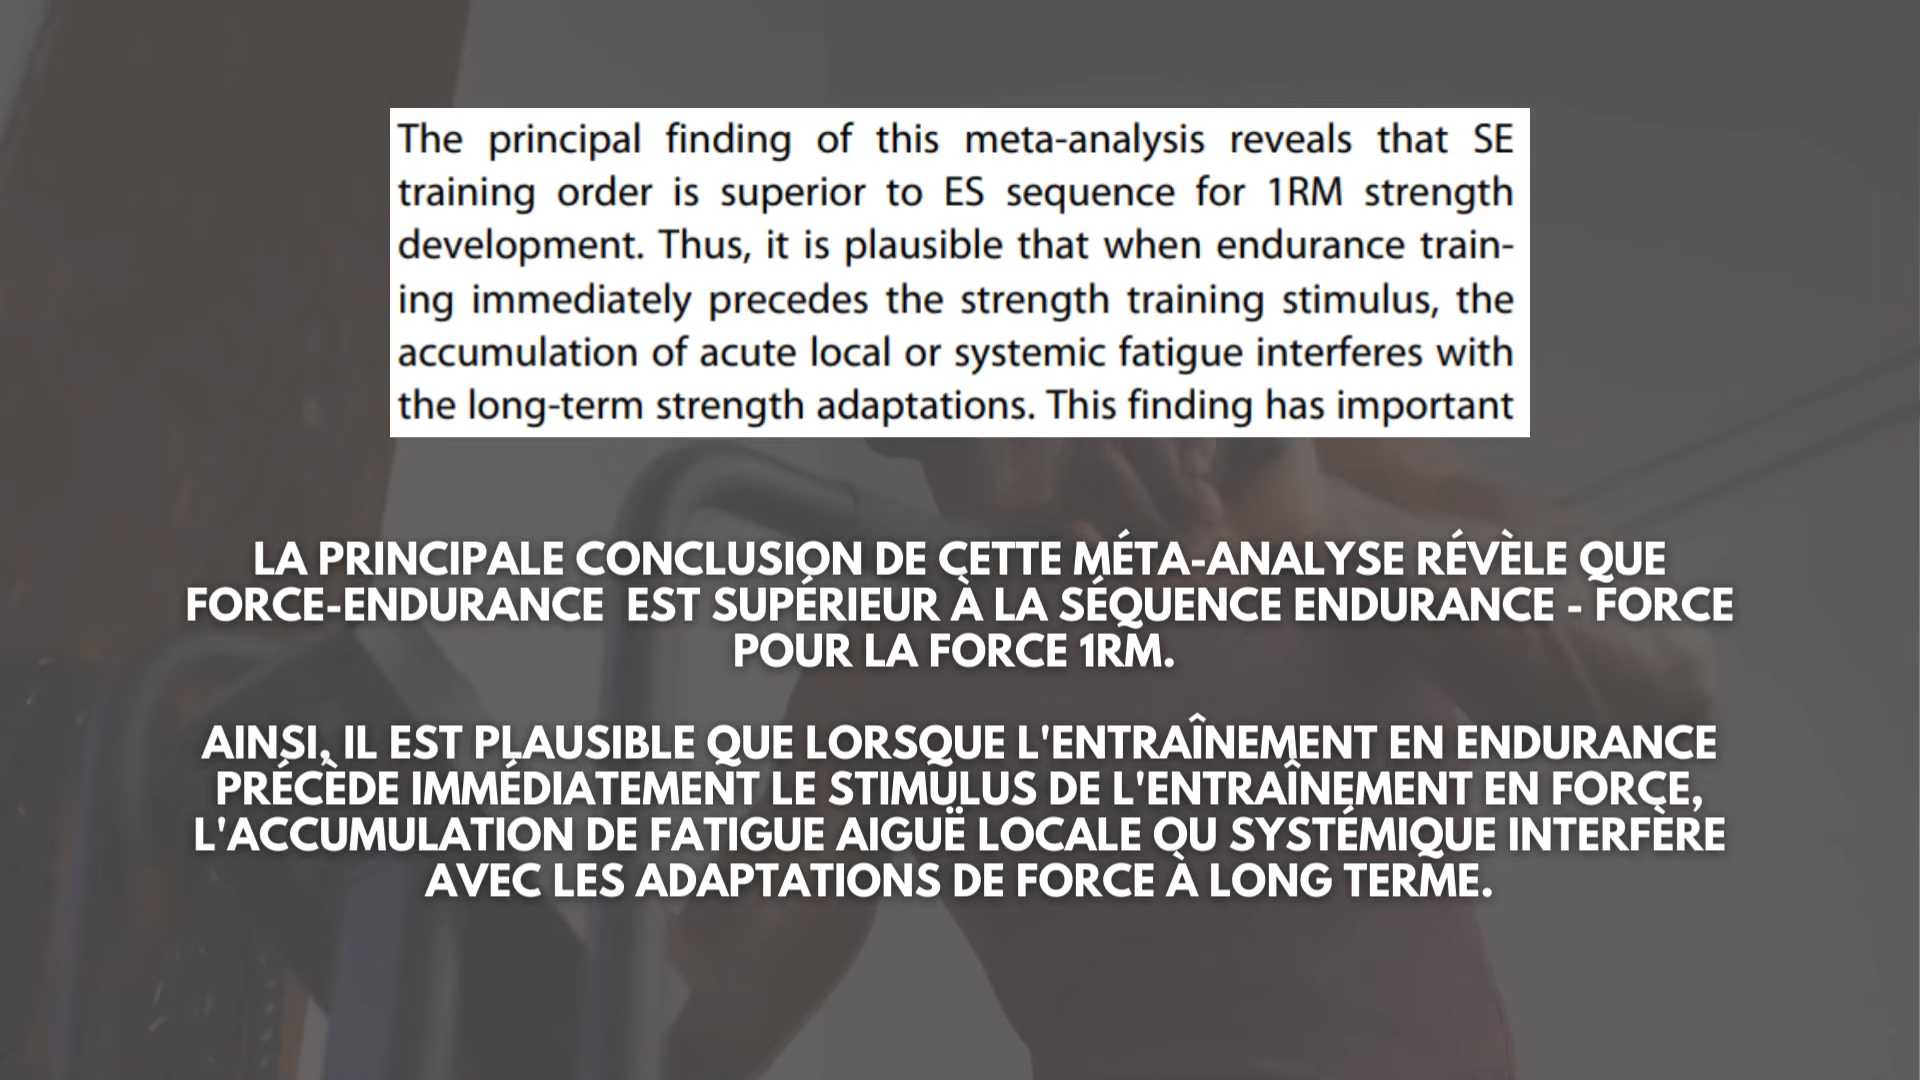 The principal finding of this meta-analysis reveals that SE
training order is superior to ES sequence for 1RM strength
development. Thus, it is plausible that when endurance train-
ing immediately precedes the strength training stimulus, the
accumulation of acute local or systemic fatigue interferes with
the long-term strength adaptations. This finding has important
LA PRINCIPALE CONCLUSION DE CETTE MÉTA-ANALYSE RÉVÈLE QUE
FORCE-ENDURANCE EST SUPÉRIEUR À LA SÉQUENCE ENDURANCE - FORCE
POUR LA FORCE 1RM.
AINSI, IL EST PLAUSIBLE QUE LORSQUE L'ENTRAÎNEMENT EN ENDURANCE
PRÉCÈDE IMMÉDIATEMENT LE STIMULUS DE L'ENTRAÎNEMENT EN FORCE,
L'ACCUMULATION DE FATIGUE AIGUË LOCALE OU SYSTÉMIQUE INTERFÈRE
AVEC LES ADAPTATIONS DE FORCE À LONG TERME.